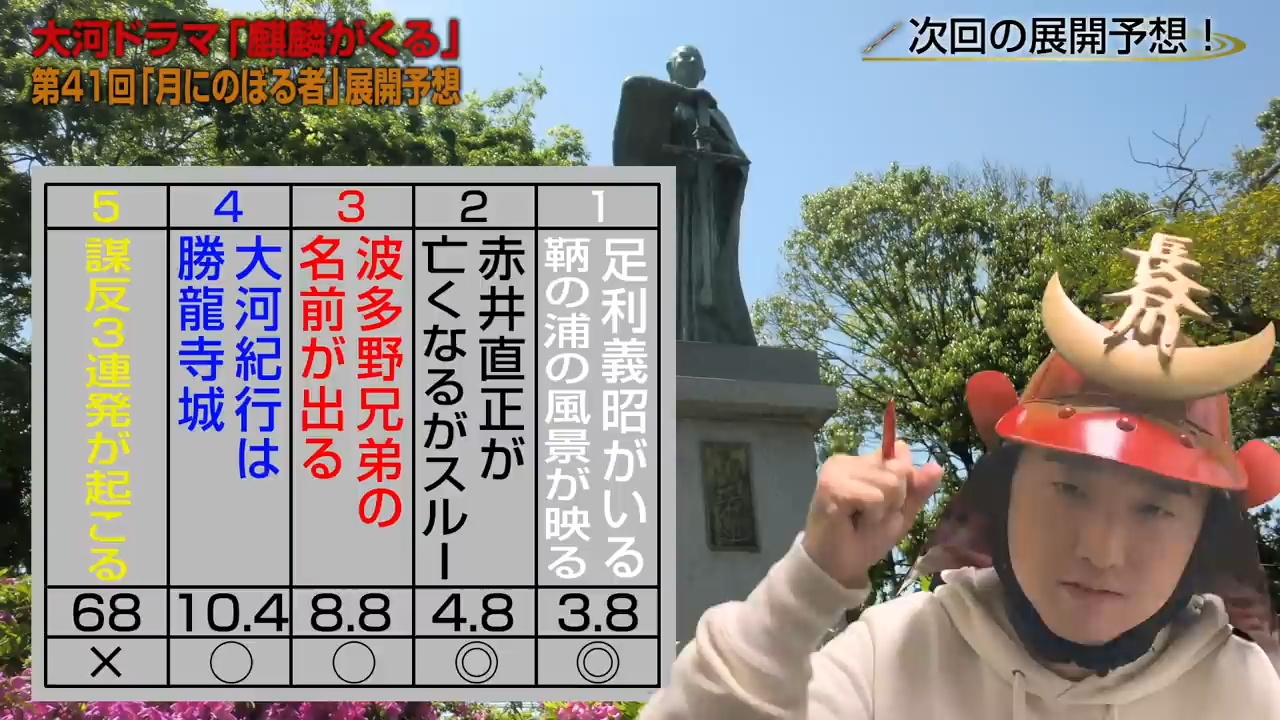 大河ドラマ「麒麟がくる」
第41回「月にのぼる者」展開予想
次回の展開予想！
1
足利義昭がいる
鞆の浦の風景が映る
3.8
◎
2
赤井直正が
亡くなるがスルー
4.8
◎
3
波多野兄弟の
名前が出る
8.8
○
4
大河紀行は
勝龍寺城
10.4
○
5
謀反3連発が起こる
68
×